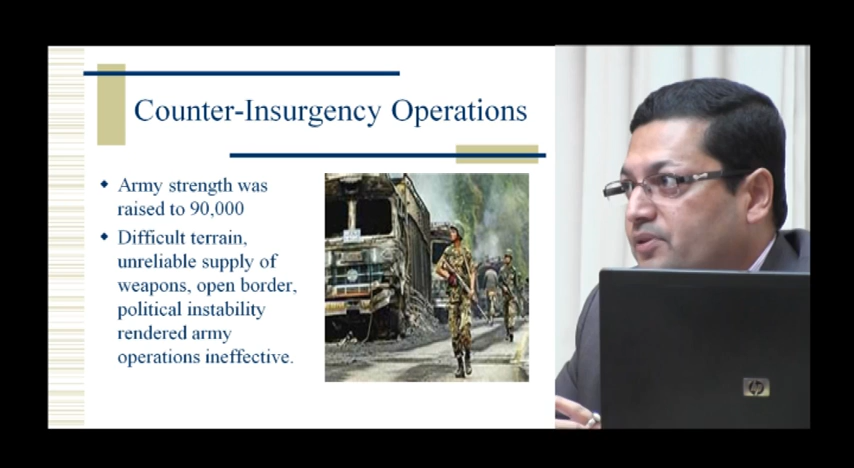 Counter-Insurgency Operations
Army strength was
raised to 90,000
Difficult terrain,
unreliable supply of
weapons, open border,
political instability
rendered army
operations ineffective.
hp